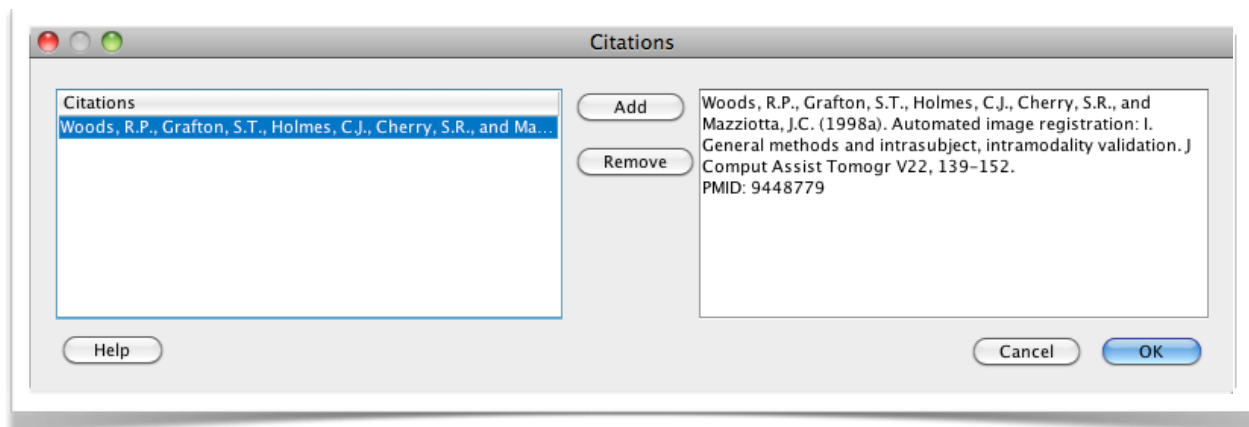 Citations
Citations
Woods, R.P., Grafton, S.T., Holmes, C.J., Cherry, S.R., and Ma...
Add
Remove
Woods, R.P., Grafton, S.T., Holmes, C.J., Cherry, S.R., and
Mazziotta, J.C. (1998a). Automated image registration: I.
General methods and intrasubject, intramodality validation. J
Comput Assist Tomogr V22, 139–152.
PMID: 9448779
Help
Cancel
OK